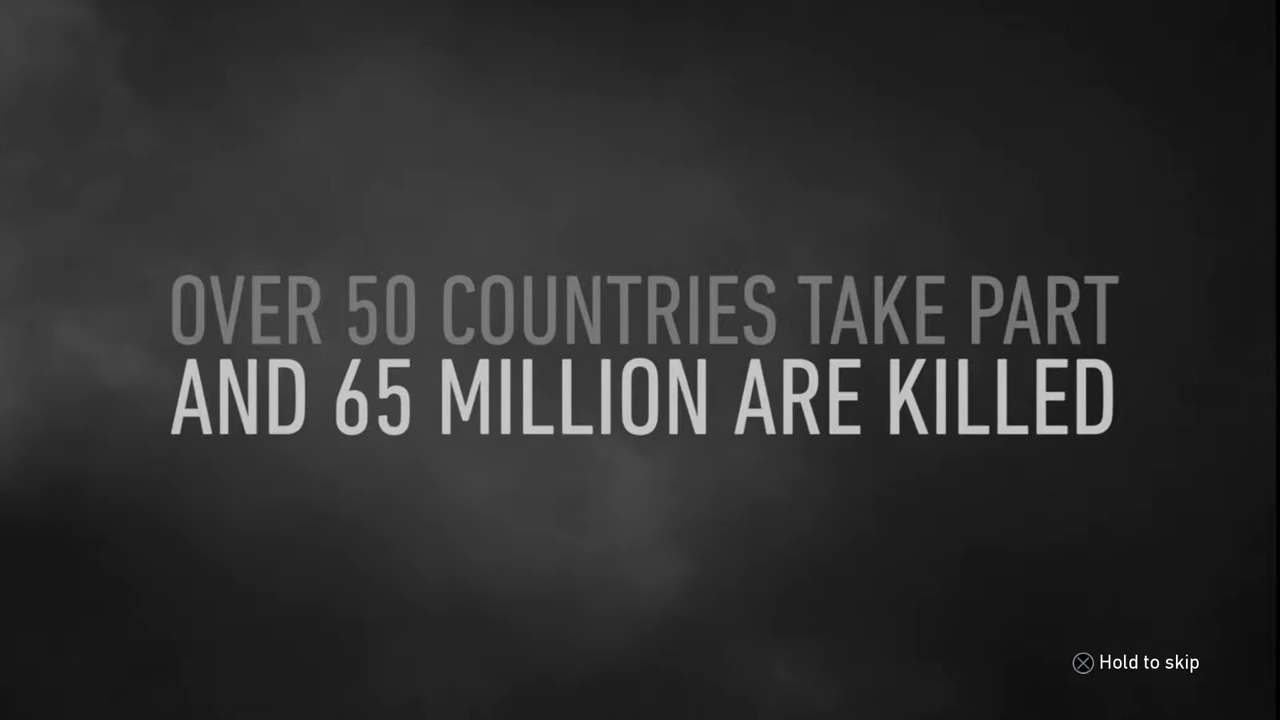 OVER 50 COUNTRIES TAKE PART
AND 65 MILLION ARE KILLED
Hold to skip